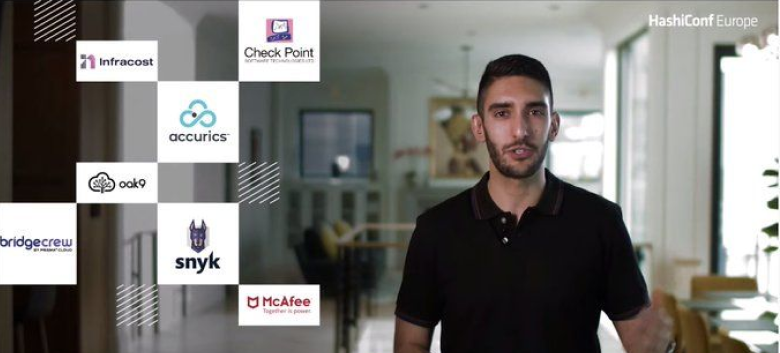 HashiConf Europe
Infracost
Check Point
SOFTWARE TECHNOLOGIES LTD.
accurics
oak9
bridgecrew
BY PRISMA CLOUD
snyk
McAfee
Together is power.